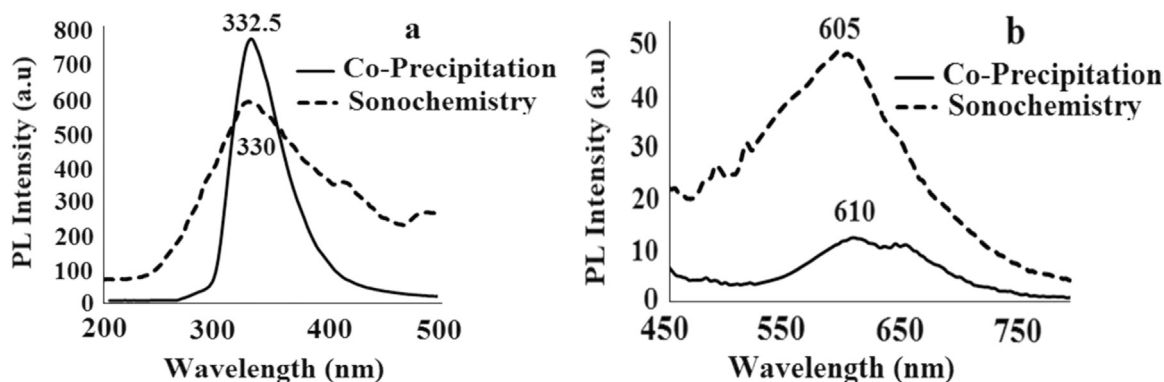 332.5
a
800
700
600
500
400
300
200
100
0
PL Intensity (a.u)
Co-Precipitation
Sonochemistry
330
200
300
400
500
Wavelength (nm)
605
b
50
40
30
20
10
0
PL Intensity (a.u)
Co-Precipitation
Sonochemistry
610
450
550
650
750
Wavelength (nm)